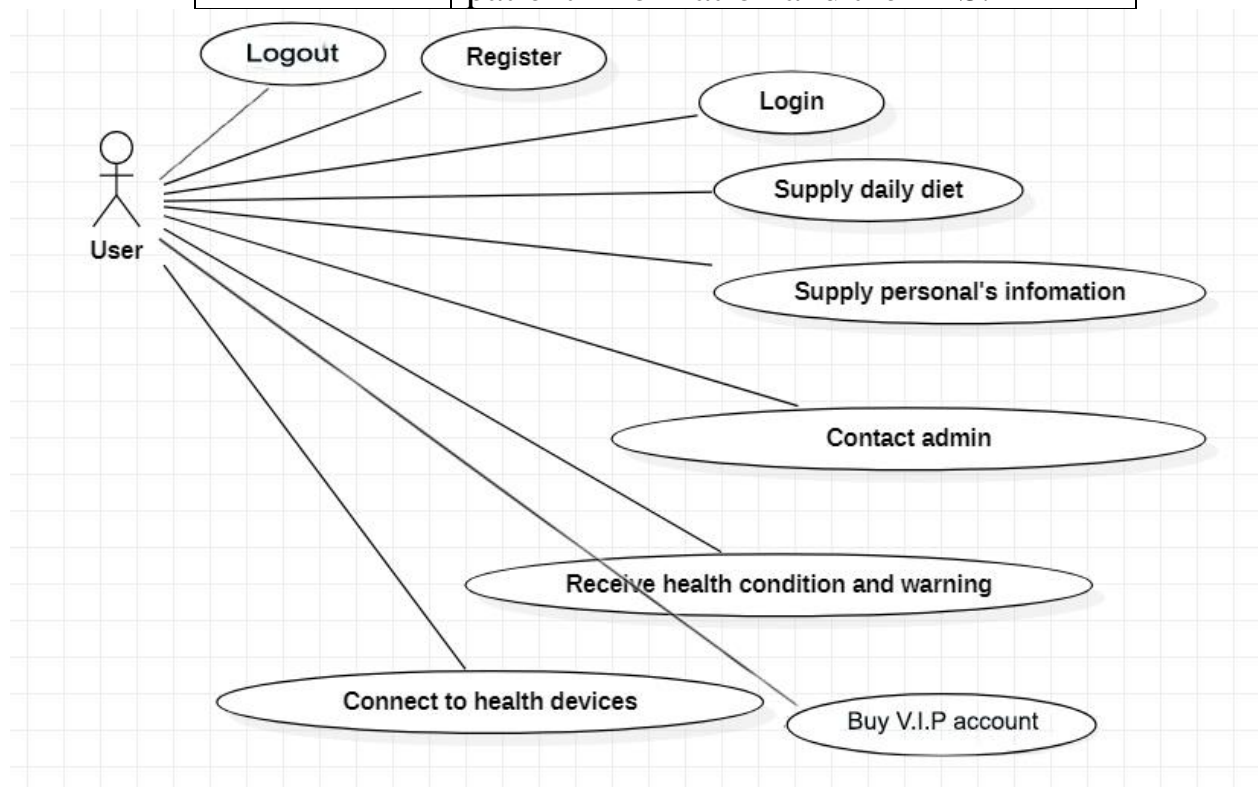 Logout
Register
Login
Supply daily diet
User
Supply personal's infomation
Contact admin
Receive health condition and warning
Connect to health devices
Buy V.I.P account